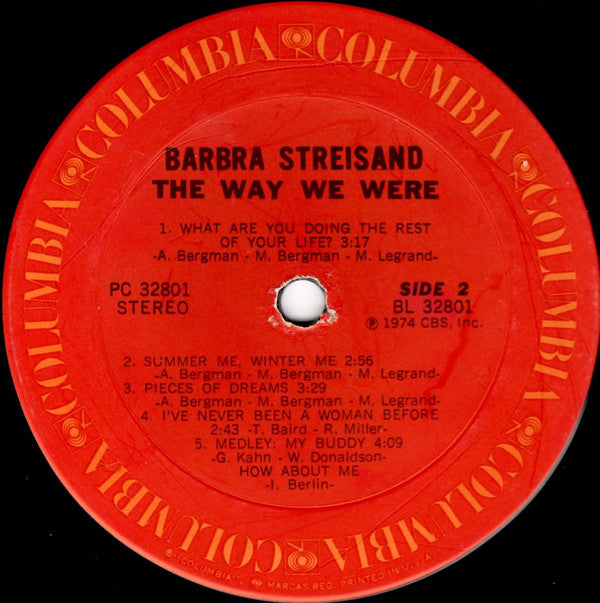 COLUMBIA COLUMBIA COLUMBIA COLUMBIA COLUMBIA COLUMBIA
BARBRA STREISAND
THE WAY WE WERE
1. WHAT ARE YOU DOING THE REST
OF YOUR LIFE? 3:17
-A. Bergman - M. Bergman - M. Legrand-
PC 32801
STEREO
SIDE 2
BL 32801
℗ 1974 CBS, Inc.
2. SUMMER ME, WINTER ME 2:56
-A. Bergman - M. Bergman - M. Legrand-
3. PIECES OF DREAMS 3:29
-A. Bergman - M. Bergman - M. Legrand-
4. I'VE NEVER BEEN A WOMAN BEFORE
2:43 -T. Baird - R. Miller-
5. MEDLEY: MY BUDDY 4:09
-G. Kahn - W. Donaldson-
HOW ABOUT ME
-I. Berlin-
"COLUMBIA", MARCAS REG. PRINTED IN U.S.A.